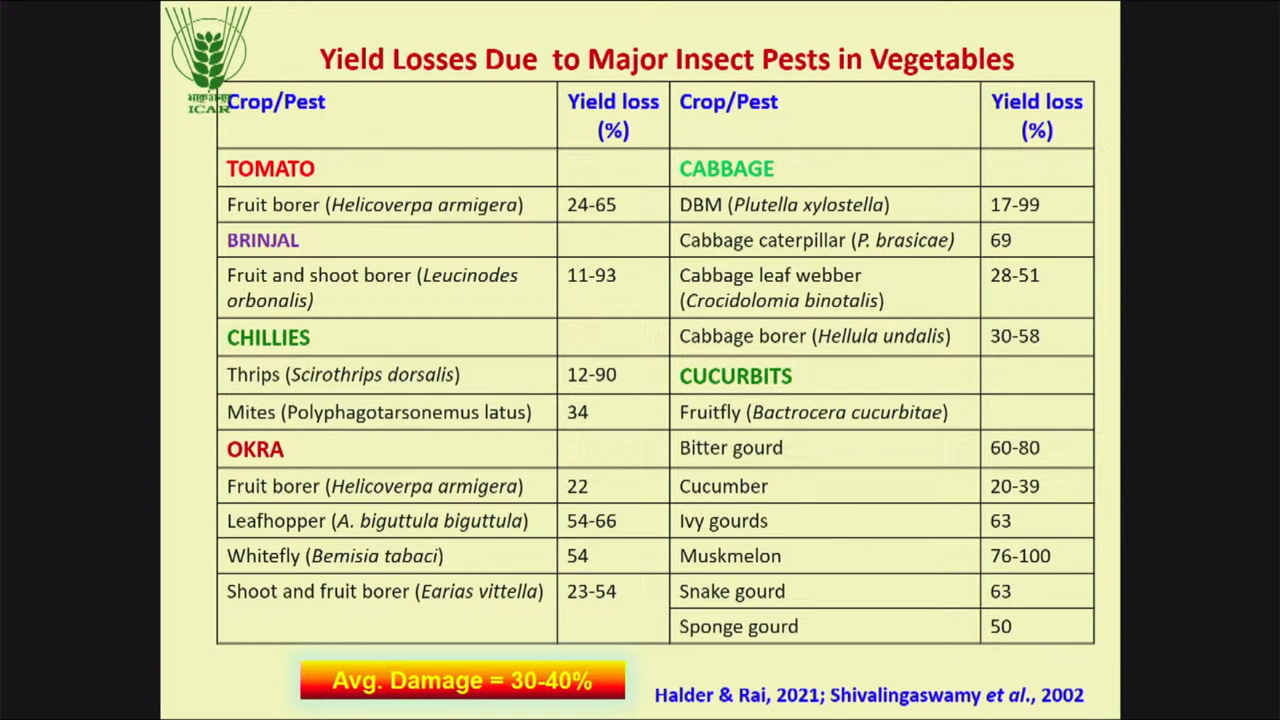 भाकृअनुप
ICAR
Yield Losses Due to Major Insect Pests in Vegetables
Crop/Pest Yield loss (%) Crop/Pest Yield loss (%)
TOMATO CABBAGE
Fruit borer (Helicoverpa armigera) 24-65 DBM (Plutella xylostella) 17-99
BRINJAL Cabbage caterpillar (P. brasicae) 69
Fruit and shoot borer (Leucinodes orbonalis) 11-93 Cabbage leaf webber (Crocidolomia binotalis) 28-51
CHILLIES Cabbage borer (Hellula undalis) 30-58
Thrips (Scirothrips dorsalis) 12-90 CUCURBITS
Mites (Polyphagotarsonemus latus) 34 Fruitfly (Bactrocera cucurbitae)
OKRA Bitter gourd 60-80
Fruit borer (Helicoverpa armigera) 22 Cucumber 20-39
Leafhopper (A. biguttula biguttula) 54-66 Ivy gourds 63
Whitefly (Bemisia tabaci) 54 Muskmelon 76-100
Shoot and fruit borer (Earias vittella) 23-54 Snake gourd 63
Sponge gourd 50
Avg. Damage = 30-40%
Halder & Rai, 2021; Shivalingaswamy et al., 2002